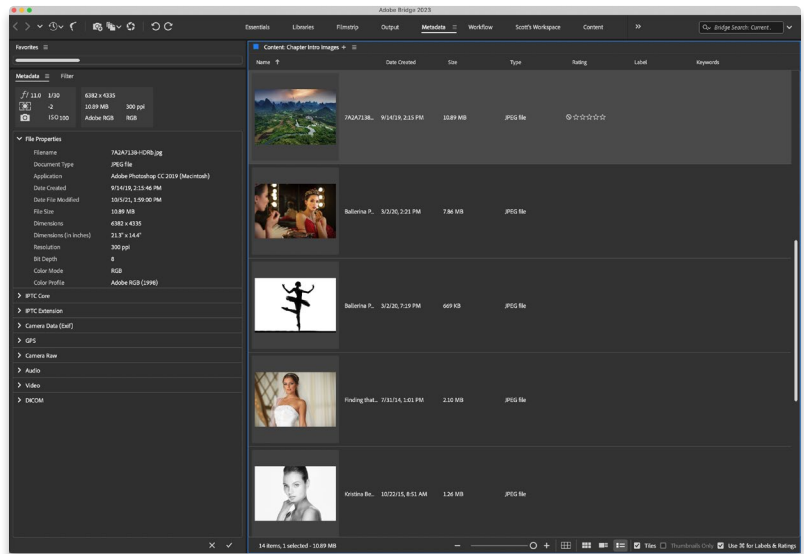 Adobe Bridge 2023
Essentials Libraries Filmstrip Output Metadata Workflow Scott's Workspace Content Bridge Search: Current...
Favorites
Metadata Filter
f/ 11.0 1/30 6382 x 4335
-2 10.89 MB 300 ppi
ISO 100 Adobe RGB RGB
File Properties
Filename 7A2A7138-HDRb.jpg
Document Type JPEG file
Application Adobe Photoshop CC 2019 (Macintosh)
Date Created 9/14/19, 2:15:46 PM
Date File Modified 10/5/21, 1:59:00 PM
File Size 10.89 MB
Dimensions 6382 x 4335
Dimensions (in inches) 21.3" x 14.4"
Resolution 300 ppi
Bit Depth 8
Color Mode RGB
Color Profile Adobe RGB (1998)
IPTC Core
IPTC Extension
Camera Data (Exif)
GPS
Camera Raw
Audio
Video
DICOM
Content: Chapter Intro Images
Name Date Created Size Type Rating Label Keywords
7A2A7138... 9/14/19, 2:15 PM 10.89 MB JPEG file
Ballerina P... 3/2/20, 2:21 PM 7.86 MB JPEG file
Ballerina P... 3/2/20, 7:19 PM 669 KB JPEG file
Finding that... 7/31/14, 1:01 PM 2.10 MB JPEG file
Kristina Be... 10/22/15, 8:51 AM 1.26 MB JPEG file
14 items, 1 selected - 10.89 MB Tiles Thumbnails Only Use ⌘ for Labels & Ratings